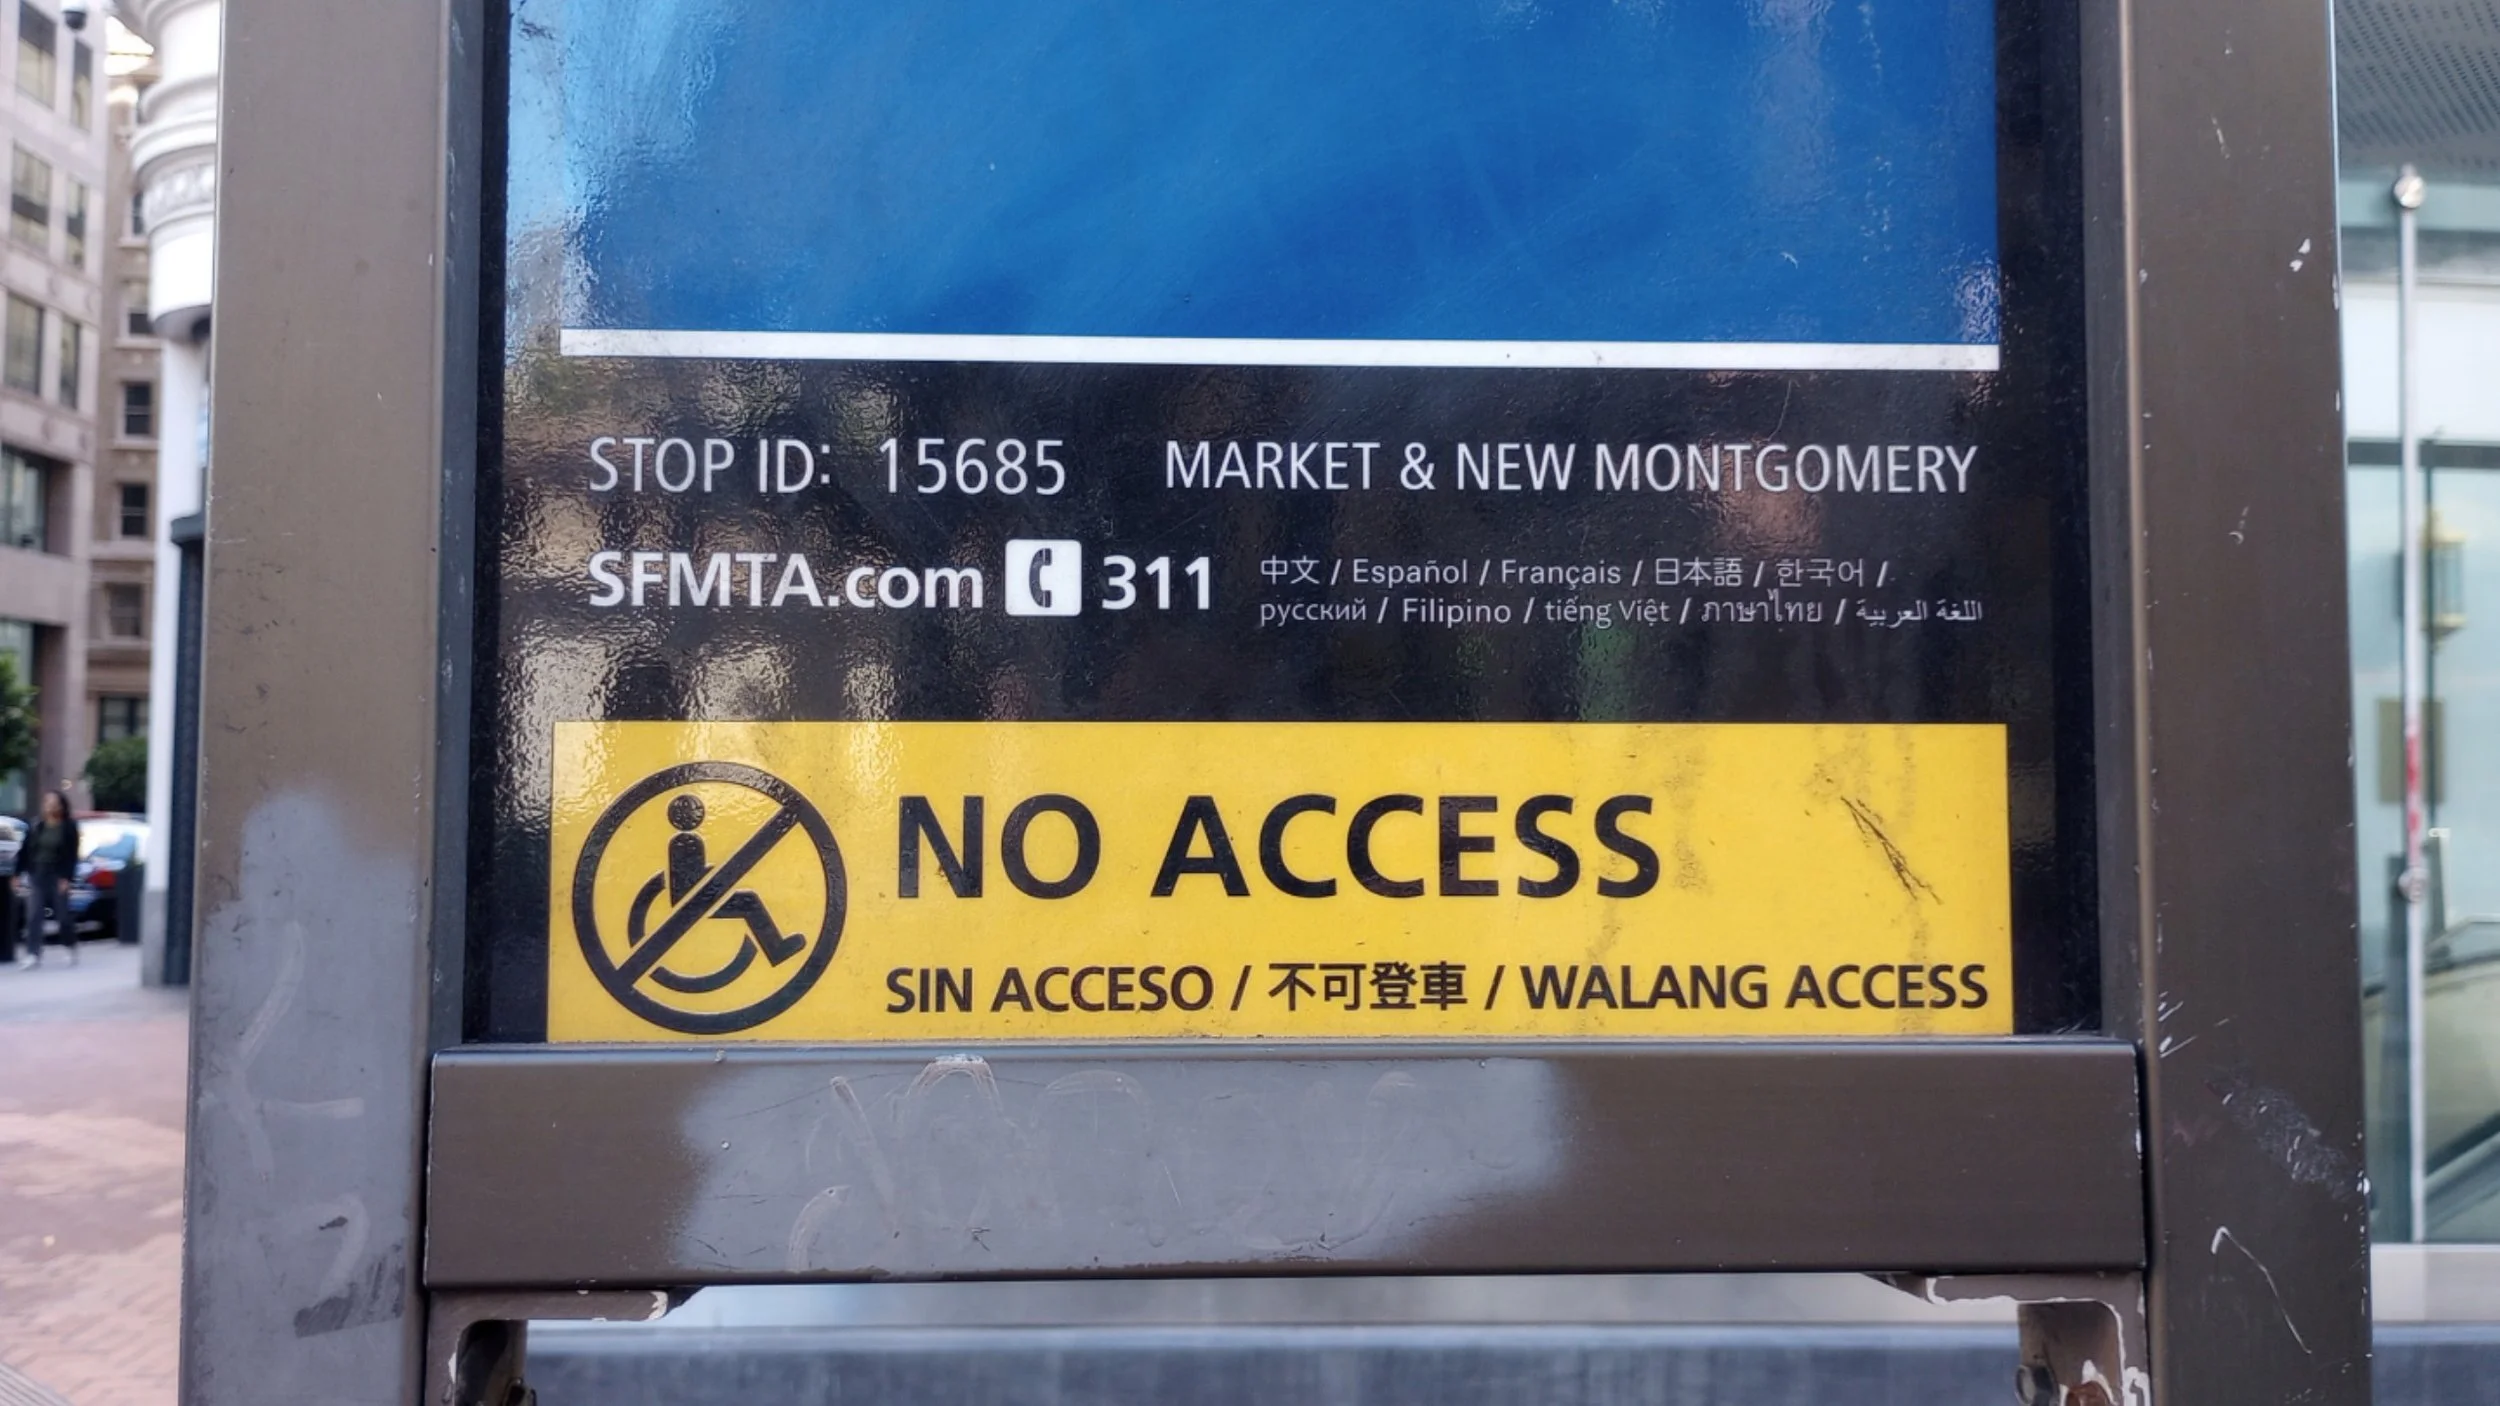 STOP ID: 15685 MARKET & NEW MONTGOMERY
SFMTA.com 311
中文 / Español / Français / 日本語 / 한국어 /
русский / Filipino / tiếng Việt / ภาษาไทย / اللغة العربية
NO ACCESS
SIN ACCESO / 不可登車 / WALANG ACCESS